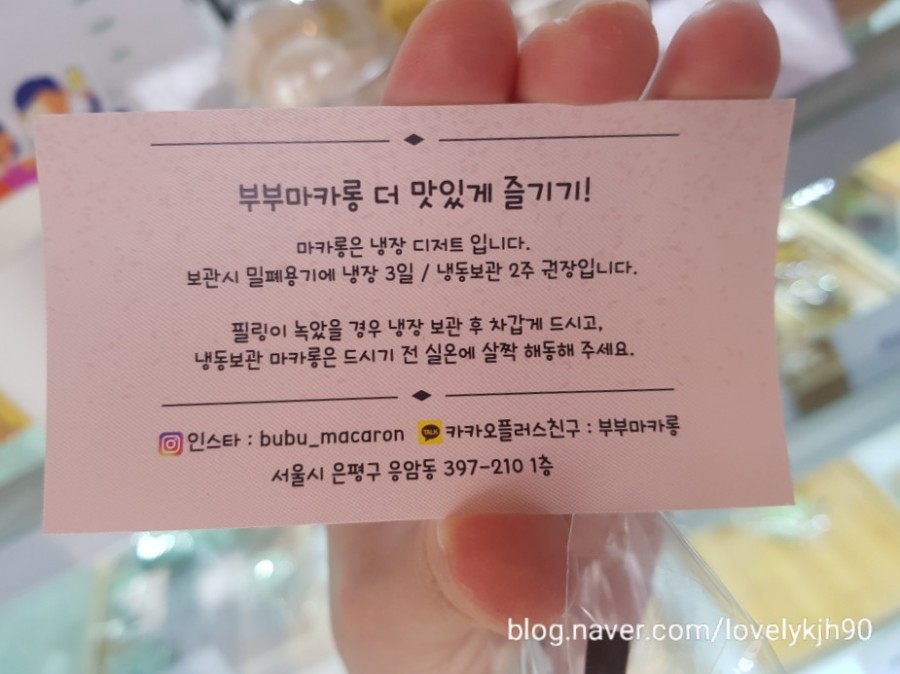 부부마카롱 더 맛있게 즐기기!
마카롱은 냉장 디저트 입니다.
보관시 밀폐용기에 냉장 3일 / 냉동보관 2주 권장입니다.
필링이 녹았을 경우 냉장 보관 후 차갑게 드시고,
냉동보관 마카롱은 드시기 전 실온에 살짝 해동해 주세요.
인스타 : bubu_macaron TALK 카카오플러스친구 : 부부마카롱
서울시 은평구 응암동 397-210 1층
blog.naver.com/lovelykjh90